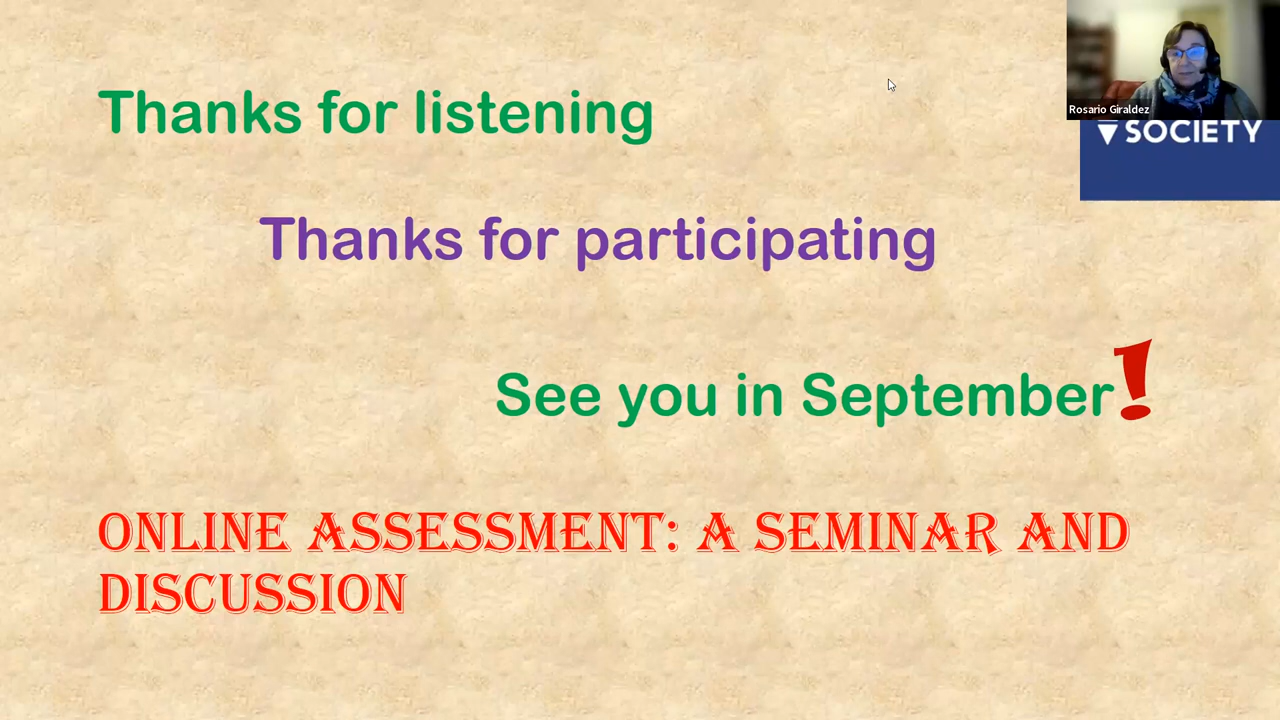 Thanks for listening
Rosario Giraldez
SOCIETY
Thanks for participating
See you in September!
ONLINE ASSESSMENT: A SEMINAR AND
DISCUSSION